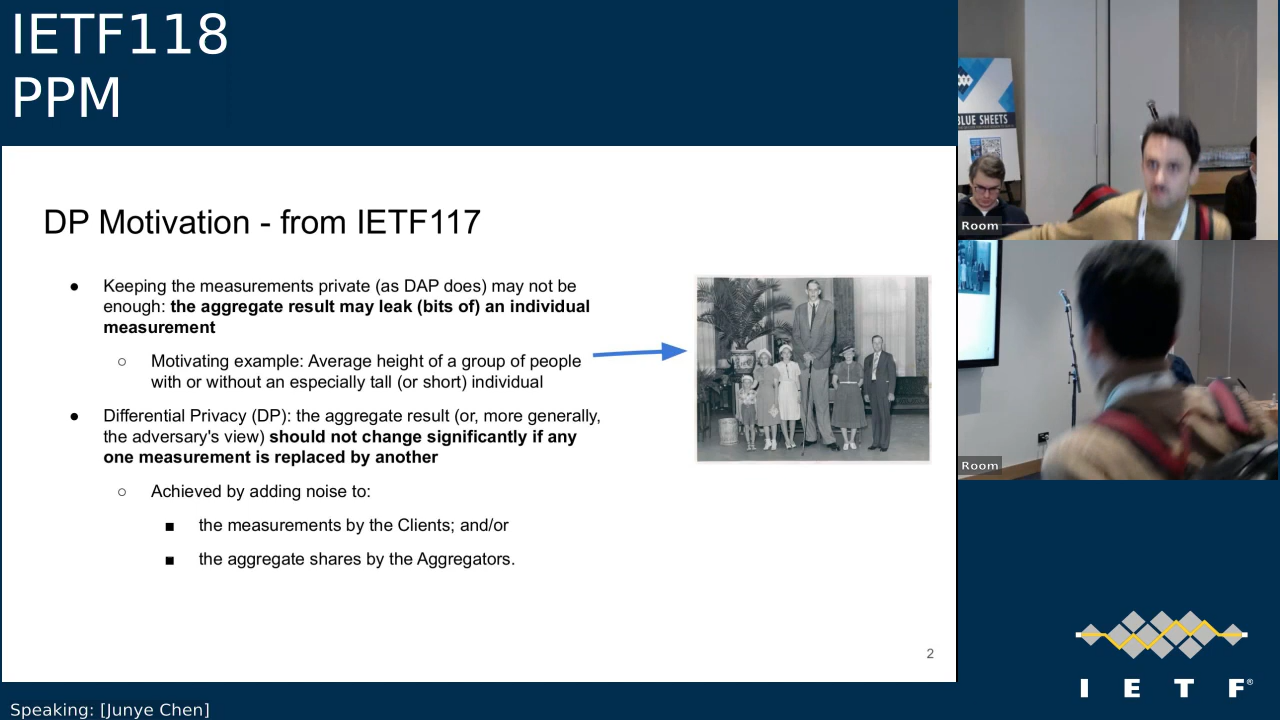 IETF118
PPM
DP Motivation - from IETF117
● Keeping the measurements private (as DAP does) may not be
enough: the aggregate result may leak (bits of) an individual
measurement
○ Motivating example: Average height of a group of people
with or without an especially tall (or short) individual
● Differential Privacy (DP): the aggregate result (or, more generally,
the adversary's view) should not change significantly if any
one measurement is replaced by another
○ Achieved by adding noise to:
■ the measurements by the Clients; and/or
■ the aggregate shares by the Aggregators.
2
BLUE SHEETS
Room
Room
I E T F®
Speaking: [Junye Chen]